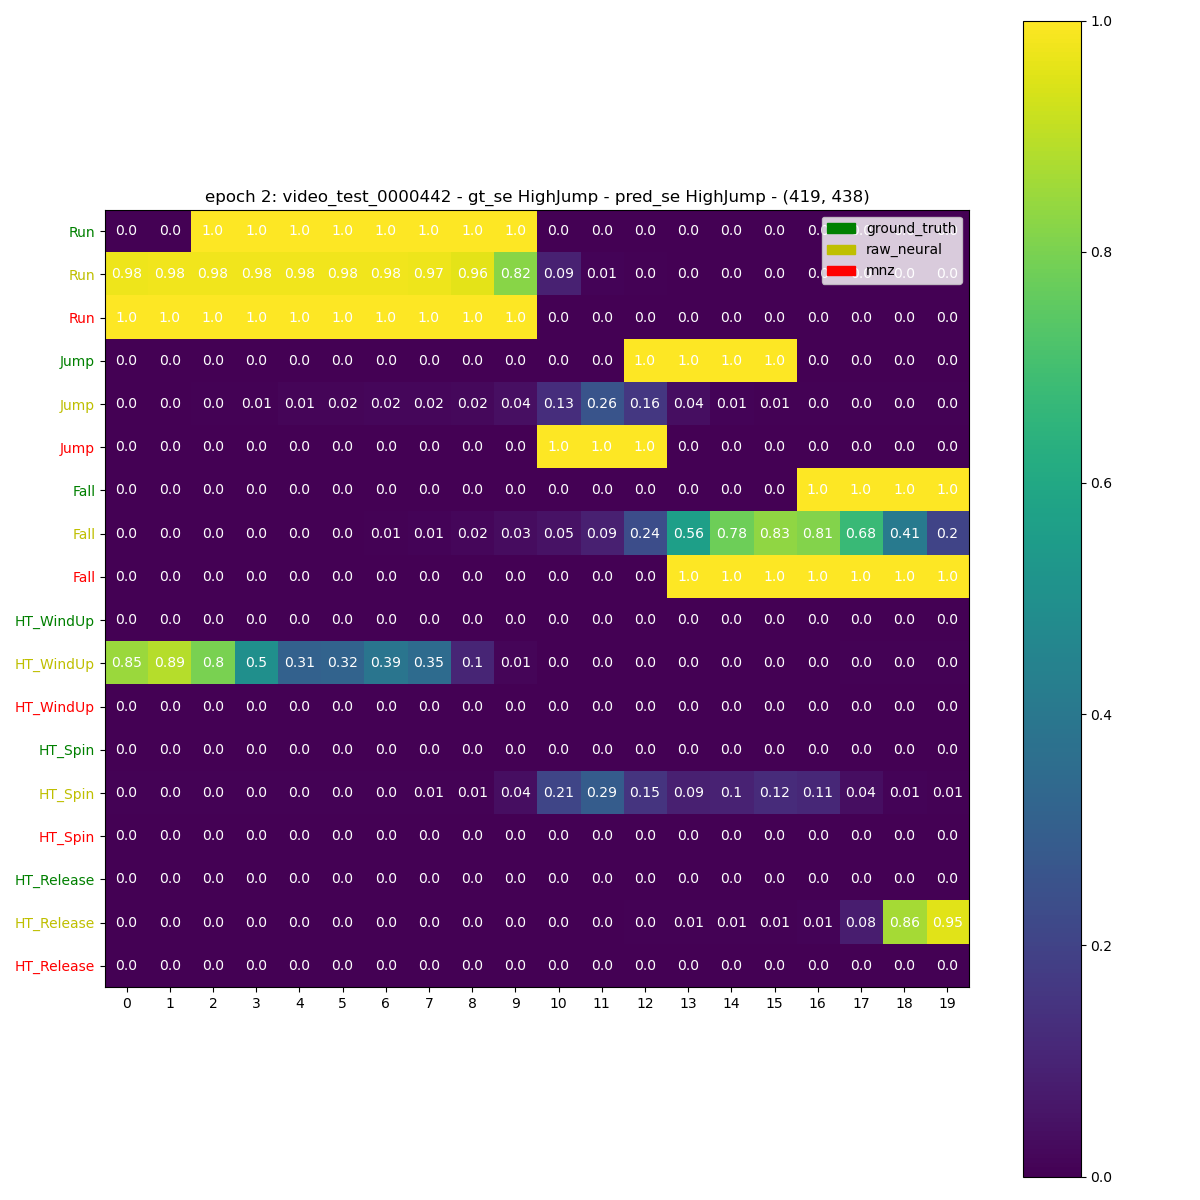 epoch 2: video_test_0000442 - gt_se HighJump - pred_se HighJump - (419, 438)
Run 0.0 0.0 1.0 1.0 1.0 1.0 1.0 1.0 1.0 1.0 0.0 0.0 0.0 0.0 0.0 0.0
Run 0.98 0.98 0.98 0.98 0.98 0.98 0.98 0.97 0.96 0.82 0.09 0.01 0.0 0.0 0.0 0.0
Run 1.0 1.0 1.0 1.0 1.0 1.0 1.0 1.0 1.0 1.0 0.0 0.0 0.0 0.0 0.0 0.0 0.0 0.0 0.0 0.0
Jump 0.0 0.0 0.0 0.0 0.0 0.0 0.0 0.0 0.0 0.0 0.0 0.0 1.0 1.0 1.0 1.0 0.0 0.0 0.0 0.0
Jump 0.0 0.0 0.0 0.01 0.01 0.02 0.02 0.02 0.02 0.04 0.13 0.26 0.16 0.04 0.01 0.01 0.0 0.0 0.0 0.0
Jump 0.0 0.0 0.0 0.0 0.0 0.0 0.0 0.0 0.0 0.0 1.0 1.0 1.0 0.0 0.0 0.0 0.0 0.0 0.0 0.0
Fall 0.0 0.0 0.0 0.0 0.0 0.0 0.0 0.0 0.0 0.0 0.0 0.0 0.0 0.0 0.0 0.0 1.0 1.0 1.0 1.0
Fall 0.0 0.0 0.0 0.0 0.0 0.0 0.01 0.01 0.02 0.03 0.05 0.09 0.24 0.56 0.78 0.83 0.81 0.68 0.41 0.2
Fall 0.0 0.0 0.0 0.0 0.0 0.0 0.0 0.0 0.0 0.0 0.0 0.0 0.0 1.0 1.0 1.0 1.0 1.0 1.0 1.0
HT_WindUp 0.0 0.0 0.0 0.0 0.0 0.0 0.0 0.0 0.0 0.0 0.0 0.0 0.0 0.0 0.0 0.0 0.0 0.0 0.0 0.0
HT_WindUp 0.85 0.89 0.8 0.5 0.31 0.32 0.39 0.35 0.1 0.01 0.0 0.0 0.0 0.0 0.0 0.0 0.0 0.0 0.0 0.0
HT_WindUp 0.0 0.0 0.0 0.0 0.0 0.0 0.0 0.0 0.0 0.0 0.0 0.0 0.0 0.0 0.0 0.0 0.0 0.0 0.0 0.0
HT_Spin 0.0 0.0 0.0 0.0 0.0 0.0 0.0 0.0 0.0 0.0 0.0 0.0 0.0 0.0 0.0 0.0 0.0 0.0 0.0 0.0
HT_Spin 0.0 0.0 0.0 0.0 0.0 0.0 0.0 0.01 0.01 0.04 0.21 0.29 0.15 0.09 0.1 0.12 0.11 0.04 0.01 0.01
HT_Spin 0.0 0.0 0.0 0.0 0.0 0.0 0.0 0.0 0.0 0.0 0.0 0.0 0.0 0.0 0.0 0.0 0.0 0.0 0.0 0.0
HT_Release 0.0 0.0 0.0 0.0 0.0 0.0 0.0 0.0 0.0 0.0 0.0 0.0 0.0 0.0 0.0 0.0 0.0 0.0 0.0 0.0
HT_Release 0.0 0.0 0.0 0.0 0.0 0.0 0.0 0.0 0.0 0.0 0.0 0.0 0.0 0.01 0.01 0.01 0.01 0.08 0.86 0.95
HT_Release 0.0 0.0 0.0 0.0 0.0 0.0 0.0 0.0 0.0 0.0 0.0 0.0 0.0 0.0 0.0 0.0 0.0 0.0 0.0 0.0
0 1 2 3 4 5 6 7 8 9 10 11 12 13 14 15 16 17 18 19
ground_truth
raw_neural
mnz
1.0
0.8
0.6
0.4
0.2
0.0